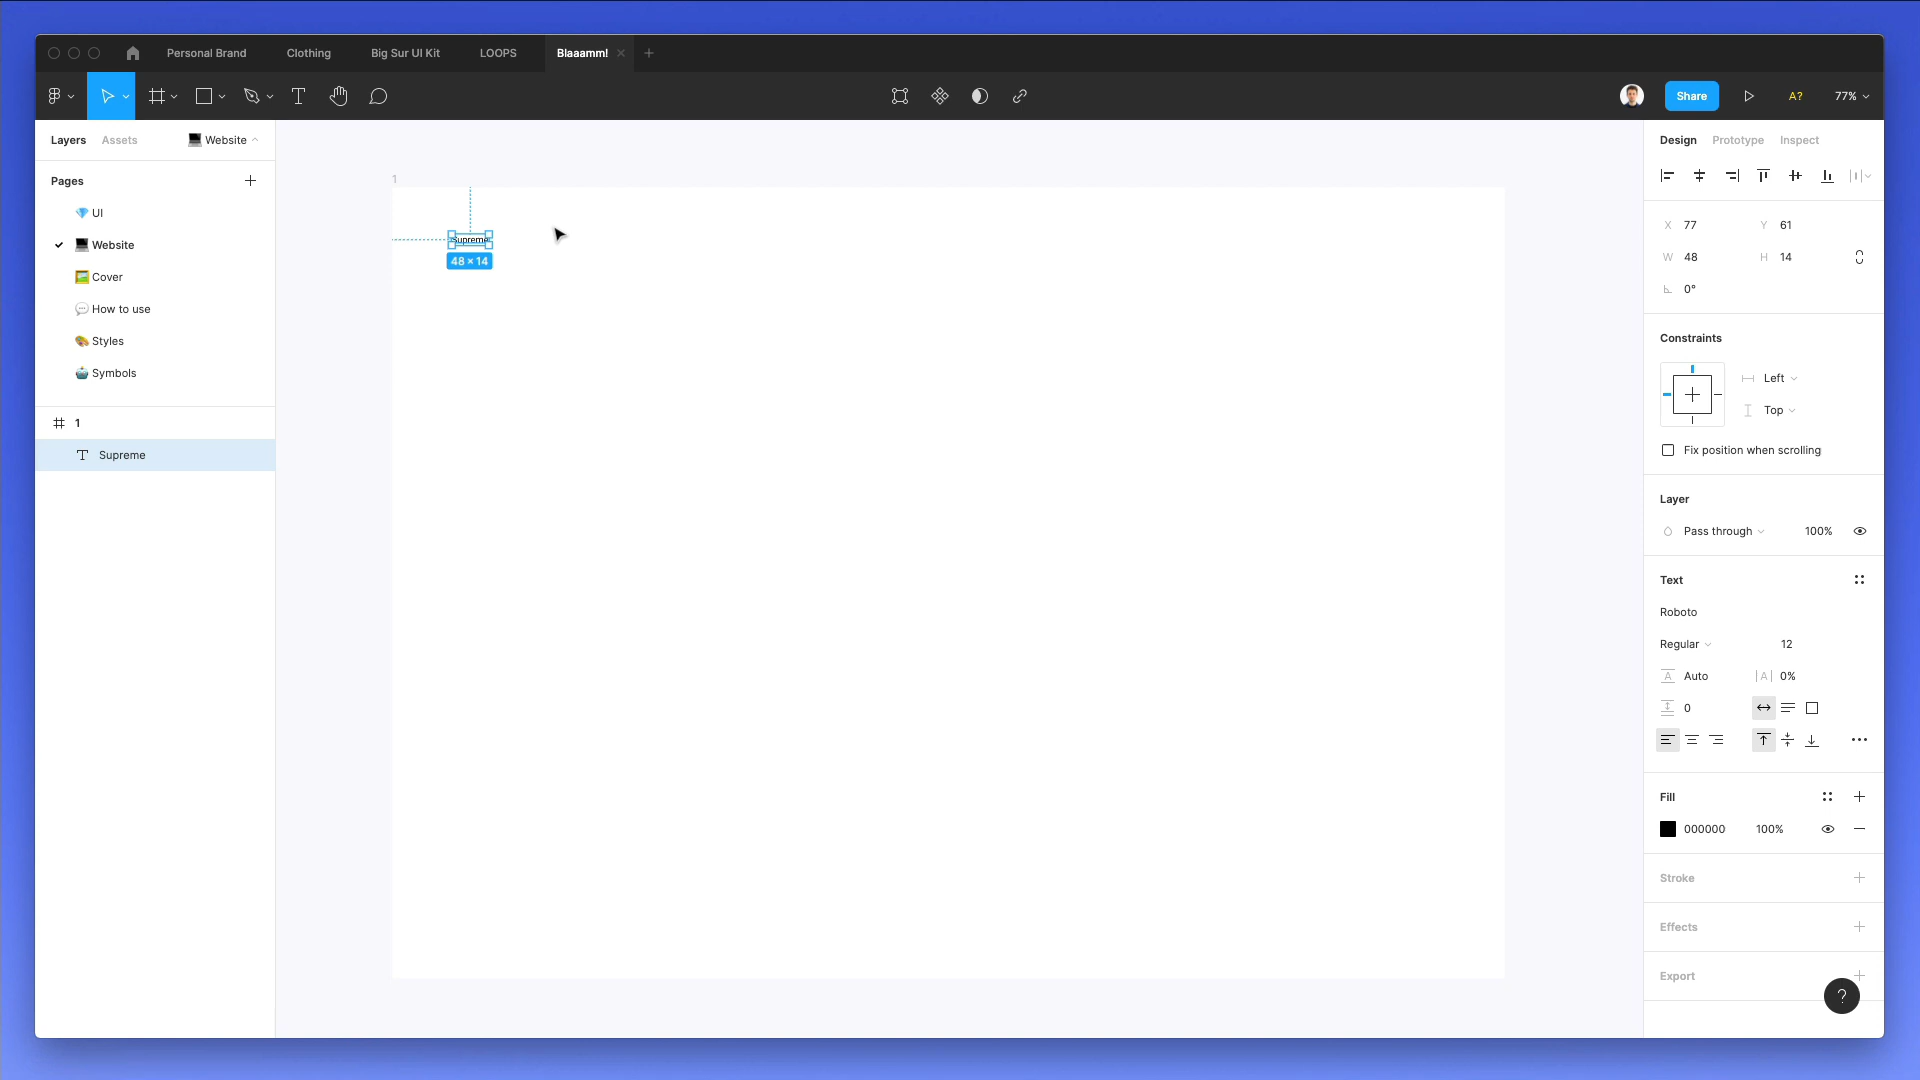 Personal Brand
Clothing
Big Sur UI Kit
LOOPS
Blaaamm!
Share
A?
77%
Layers
Assets
Website
Pages
UI
Website
Cover
How to use
Styles
Symbols
1
Supreme
1
Supreme
48 × 14
Design
Prototype
Inspect
X 77
Y 61
W 48
H 14
0°
Constraints
Left
Top
Fix position when scrolling
Layer
Pass through
100%
Text
Roboto
Regular
12
A Auto
A 0%
0
Fill
000000
100%
Stroke
Effects
Export
?